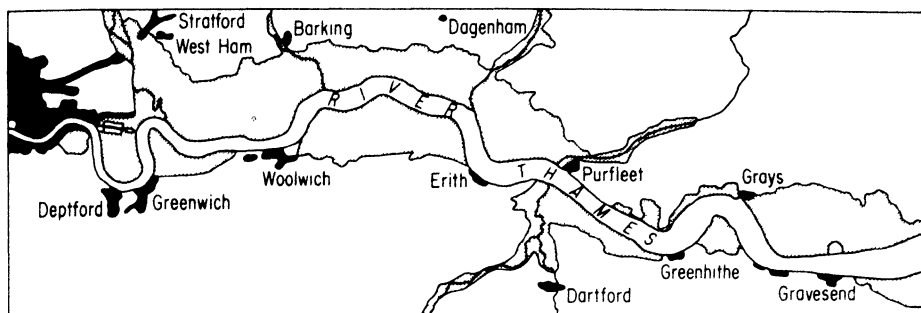 Stratford
West Ham
Barking
Dagenham
RIVER
THAMES
Deptford
Greenwich
Woolwich
Erith
Purfleet
Grays
Greenhithe
Gravesend
Dartford